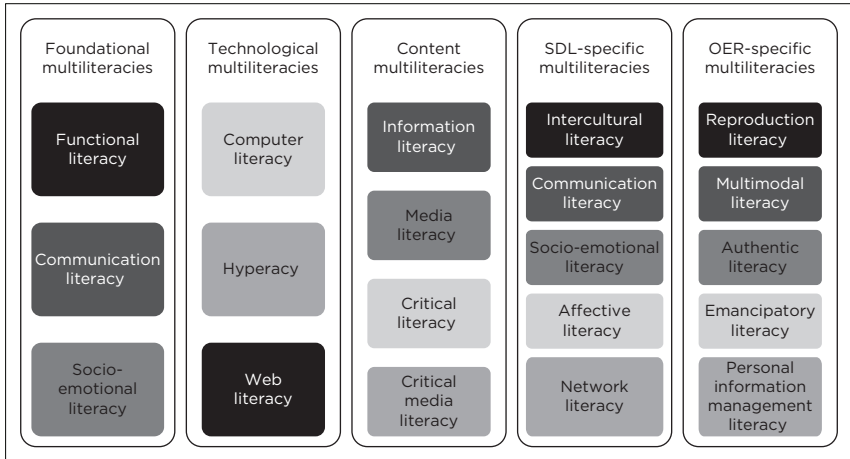 Foundational
multiliteracies
Functional
literacy
Communication
literacy
Socio-
emotional
literacy
Technological
multiliteracies
Computer
literacy
Hyperacy
Web
literacy
Content
multiliteracies
Information
literacy
Media
literacy
Critical
literacy
Critical
media
literacy
SDL-specific
multiliteracies
Intercultural
literacy
Communication
literacy
Socio-emotional
literacy
Affective
literacy
Network
literacy
OER-specific
multiliteracies
Reproduction
literacy
Multimodal
literacy
Authentic
literacy
Emancipatory
literacy
Personal
information
management
literacy